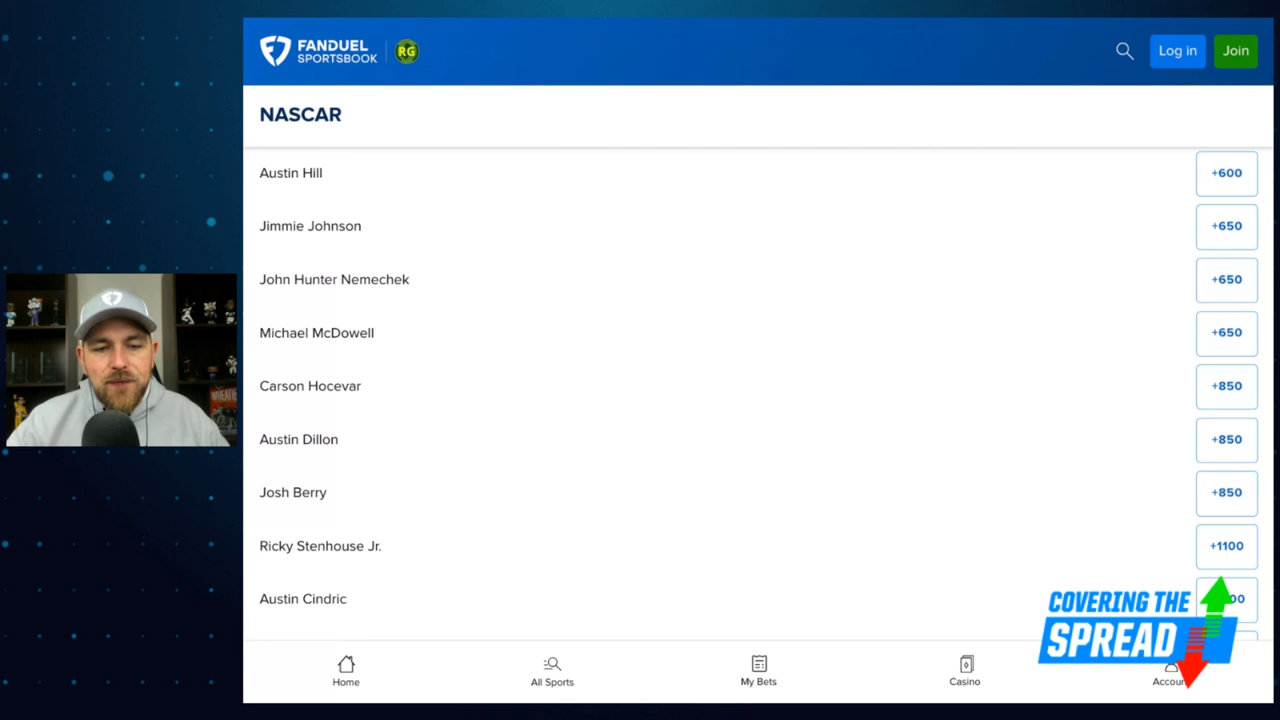 FANDUEL
SPORTSBOOK
RG
Log in
Join
NASCAR
Austin Hill
+600
Jimmie Johnson
+650
John Hunter Nemechek
+650
Michael McDowell
+650
Carson Hocevar
+850
Austin Dillon
+850
Josh Berry
+850
Ricky Stenhouse Jr.
+1100
Austin Cindric
COVERING THE
SPREAD
Home
All Sports
My Bets
Casino
WHEATIES